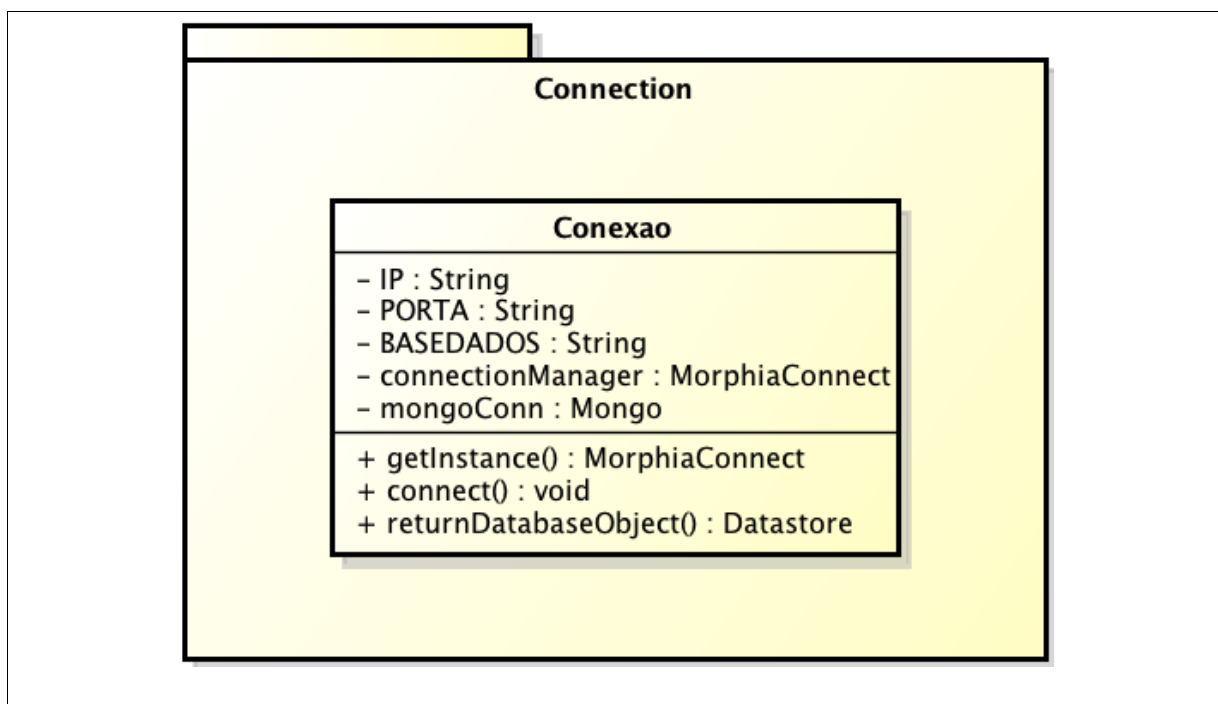 Connection
Conexao
– IP : String
– PORTA : String
– BASEDADOS : String
– connectionManager : MorphiaConnect
– mongoConn : Mongo
+ getInstance() : MorphiaConnect
+ connect() : void
+ returnDatabaseObject() : Datastore